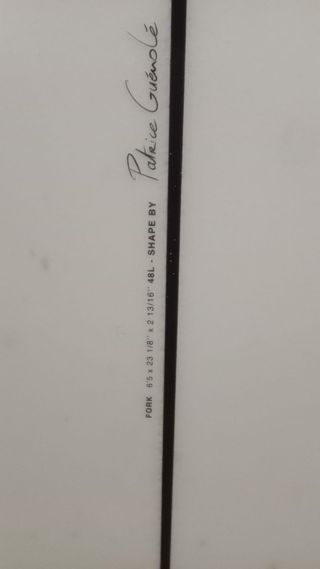 FORK 6'5 x 23 1/8" x 2 13/16" 48L - SHAPE BY Patrice Guénolé